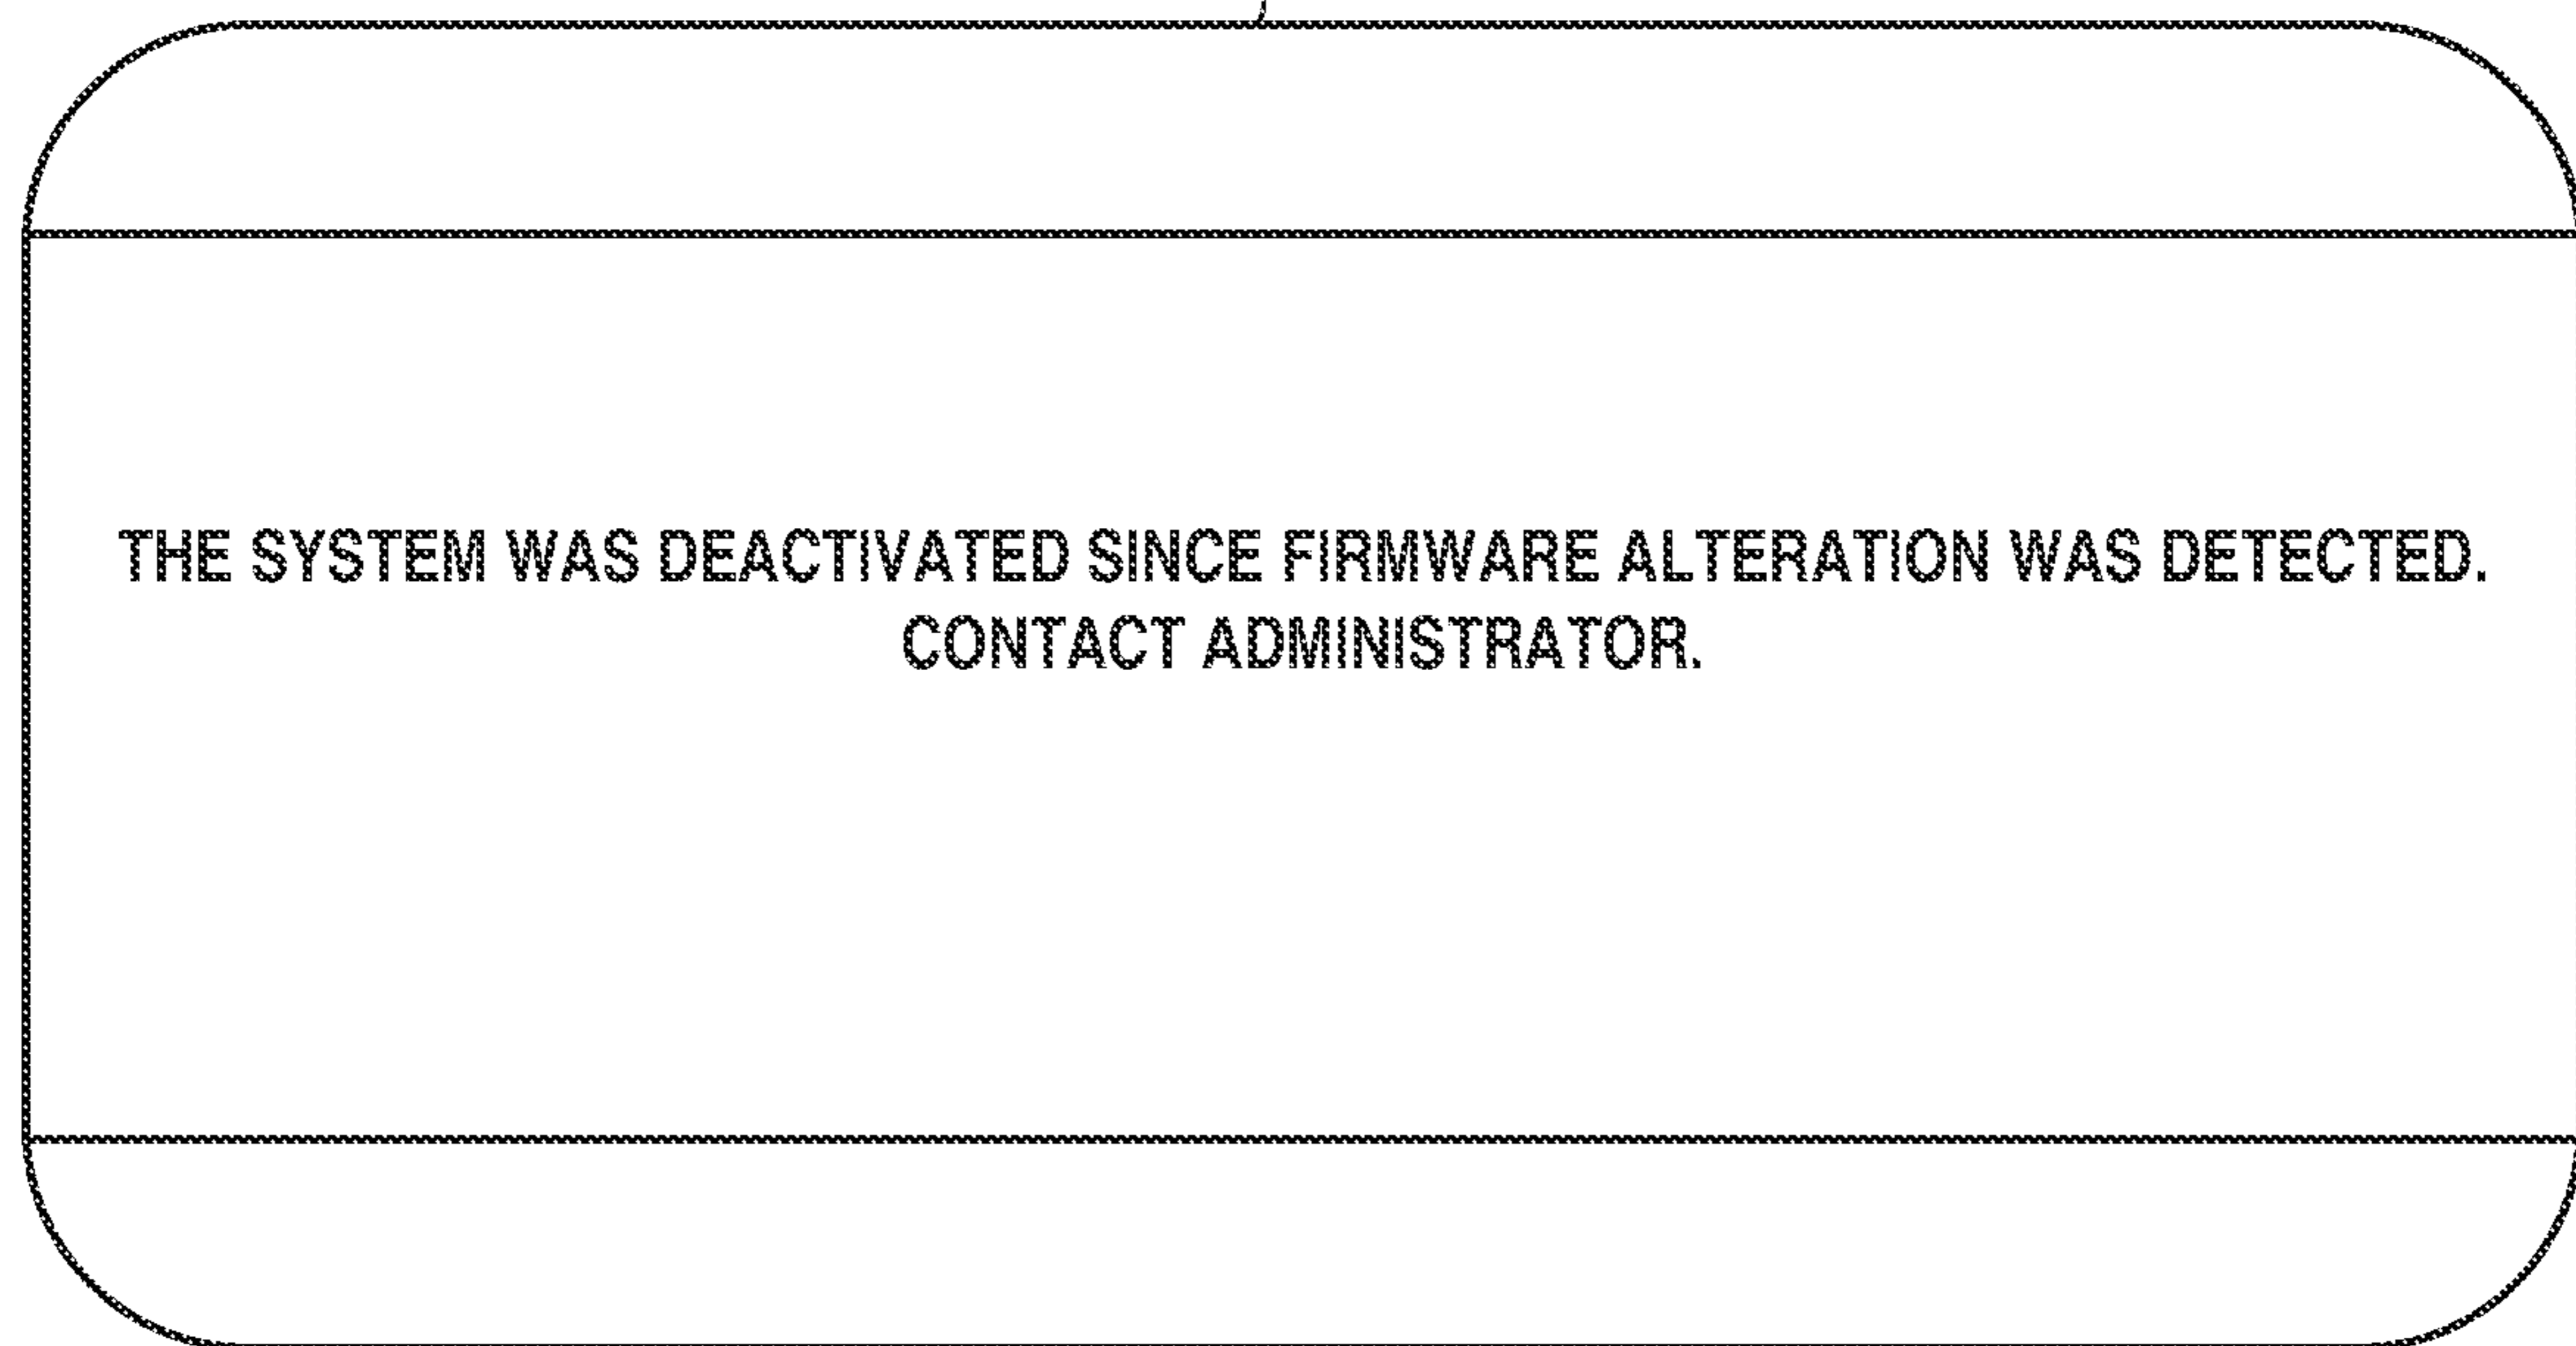 THE SYSTEM WAS DEACTIVATED SINCE FIRMWARE ALTERATION WAS DETECTED.
CONTACT ADMINISTRATOR.